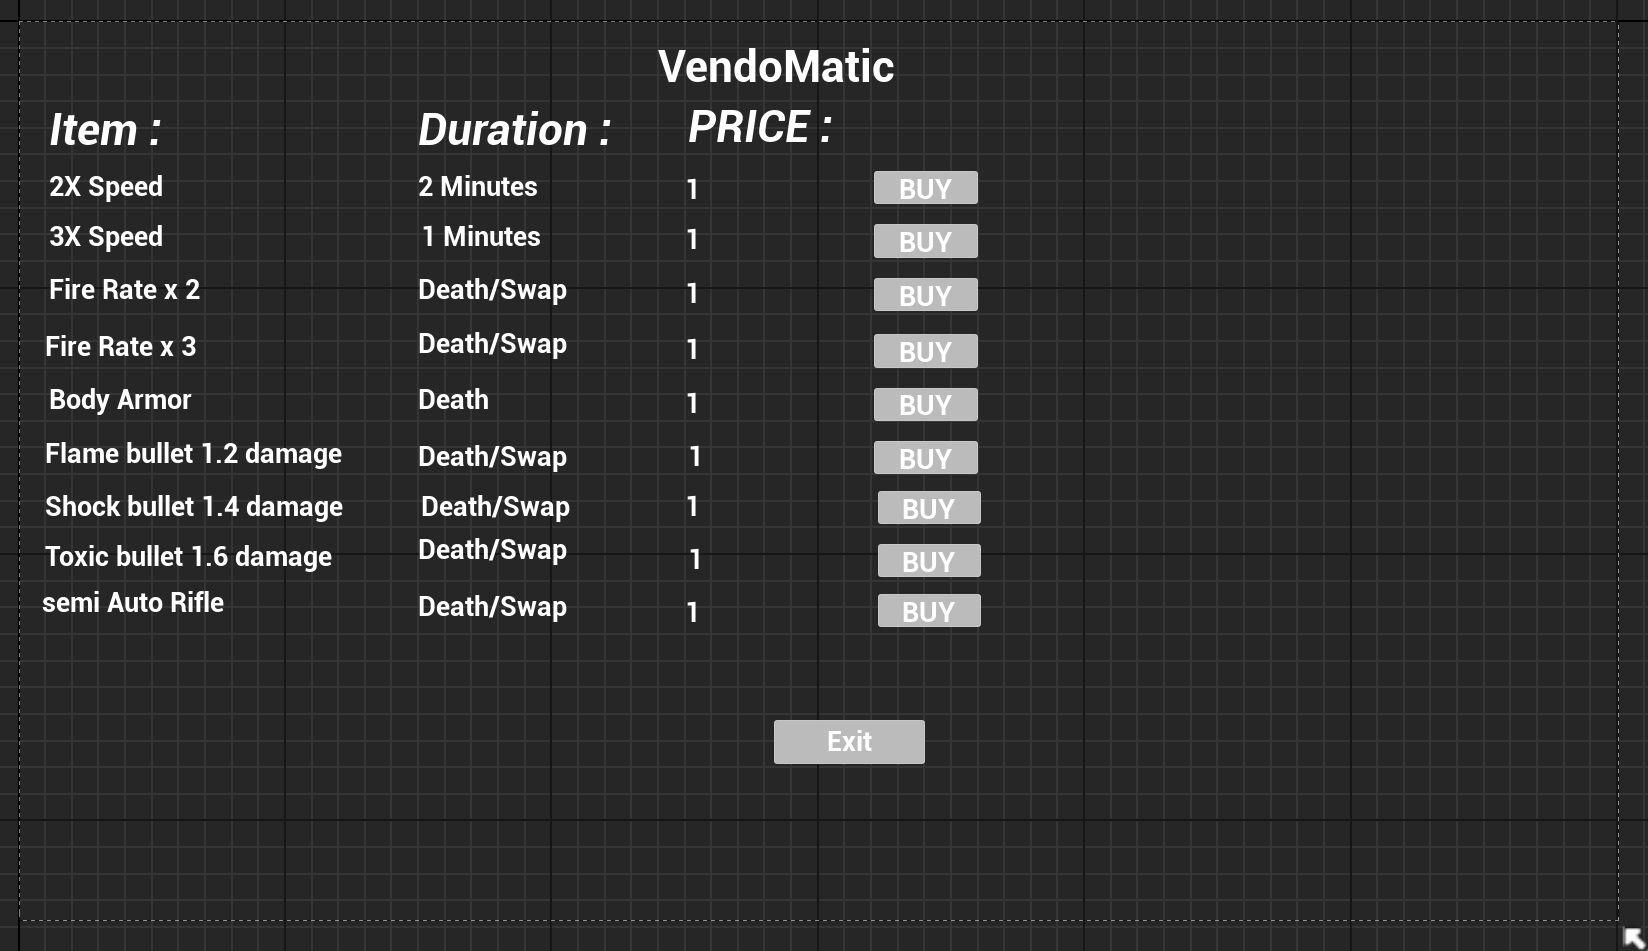 VendoMatic
Item : Duration : PRICE :
2X Speed 2 Minutes 1 BUY
3X Speed 1 Minutes 1 BUY
Fire Rate x 2 Death/Swap 1 BUY
Fire Rate x 3 Death/Swap 1 BUY
Body Armor Death 1 BUY
Flame bullet 1.2 damage Death/Swap 1 BUY
Shock bullet 1.4 damage Death/Swap 1 BUY
Toxic bullet 1.6 damage Death/Swap 1 BUY
semi Auto Rifle Death/Swap 1 BUY
Exit